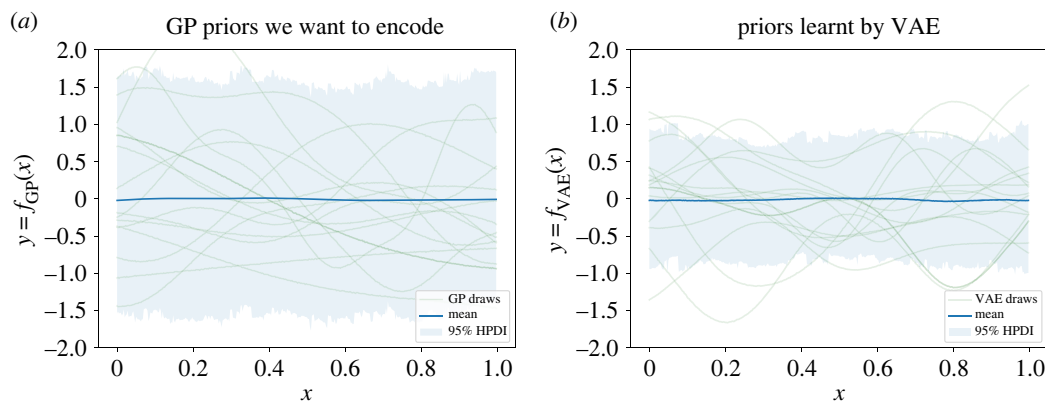 (a)
GP priors we want to encode
2.0
1.5
1.0
0.5
0
−0.5
−1.0
−1.5
−2.0
y = f_GP(x)
GP draws
mean
95% HPDI
0
0.2
0.4
0.6
0.8
1.0
x
(b)
priors learnt by VAE
2.0
1.5
1.0
0.5
0
−0.5
−1.0
−1.5
−2.0
y = f_VAE(x)
VAE draws
mean
95% HPDI
0
0.2
0.4
0.6
0.8
1.0
x